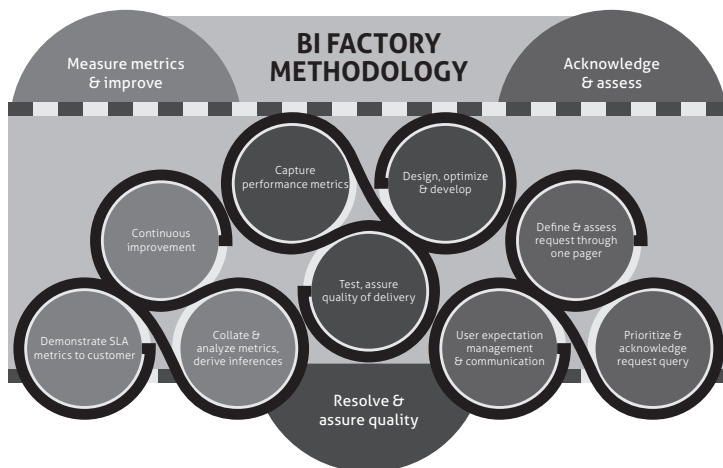 BI FACTORY
METHODOLOGY
Measure metrics
& improve
Acknowledge
& assess
Capture
performance metrics
Design, optimize
& develop
Continuous
improvement
Define & assess
request through
one pager
Test, assure
quality of delivery
Demonstrate SLA
metrics to customer
Collate &
analyze metrics,
derive inferences
User expectation
management
& communication
Prioritize &
acknowledge
request query
Resolve &
assure quality